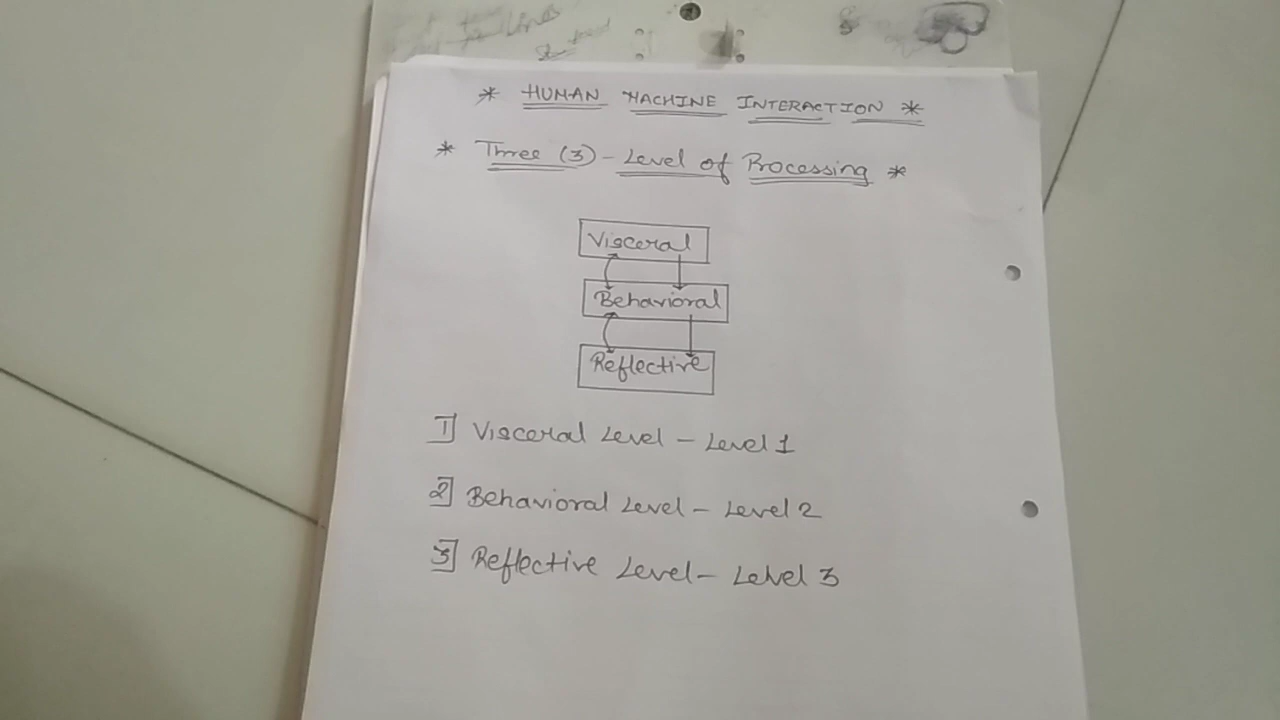 * HUMAN MACHINE INTERACTION *
* Three (3) - Level of Processing *
Visceral
Behavioral
Reflective
1] Visceral Level - Level 1
2] Behavioral Level - Level 2
3] Reflective Level - Level 3